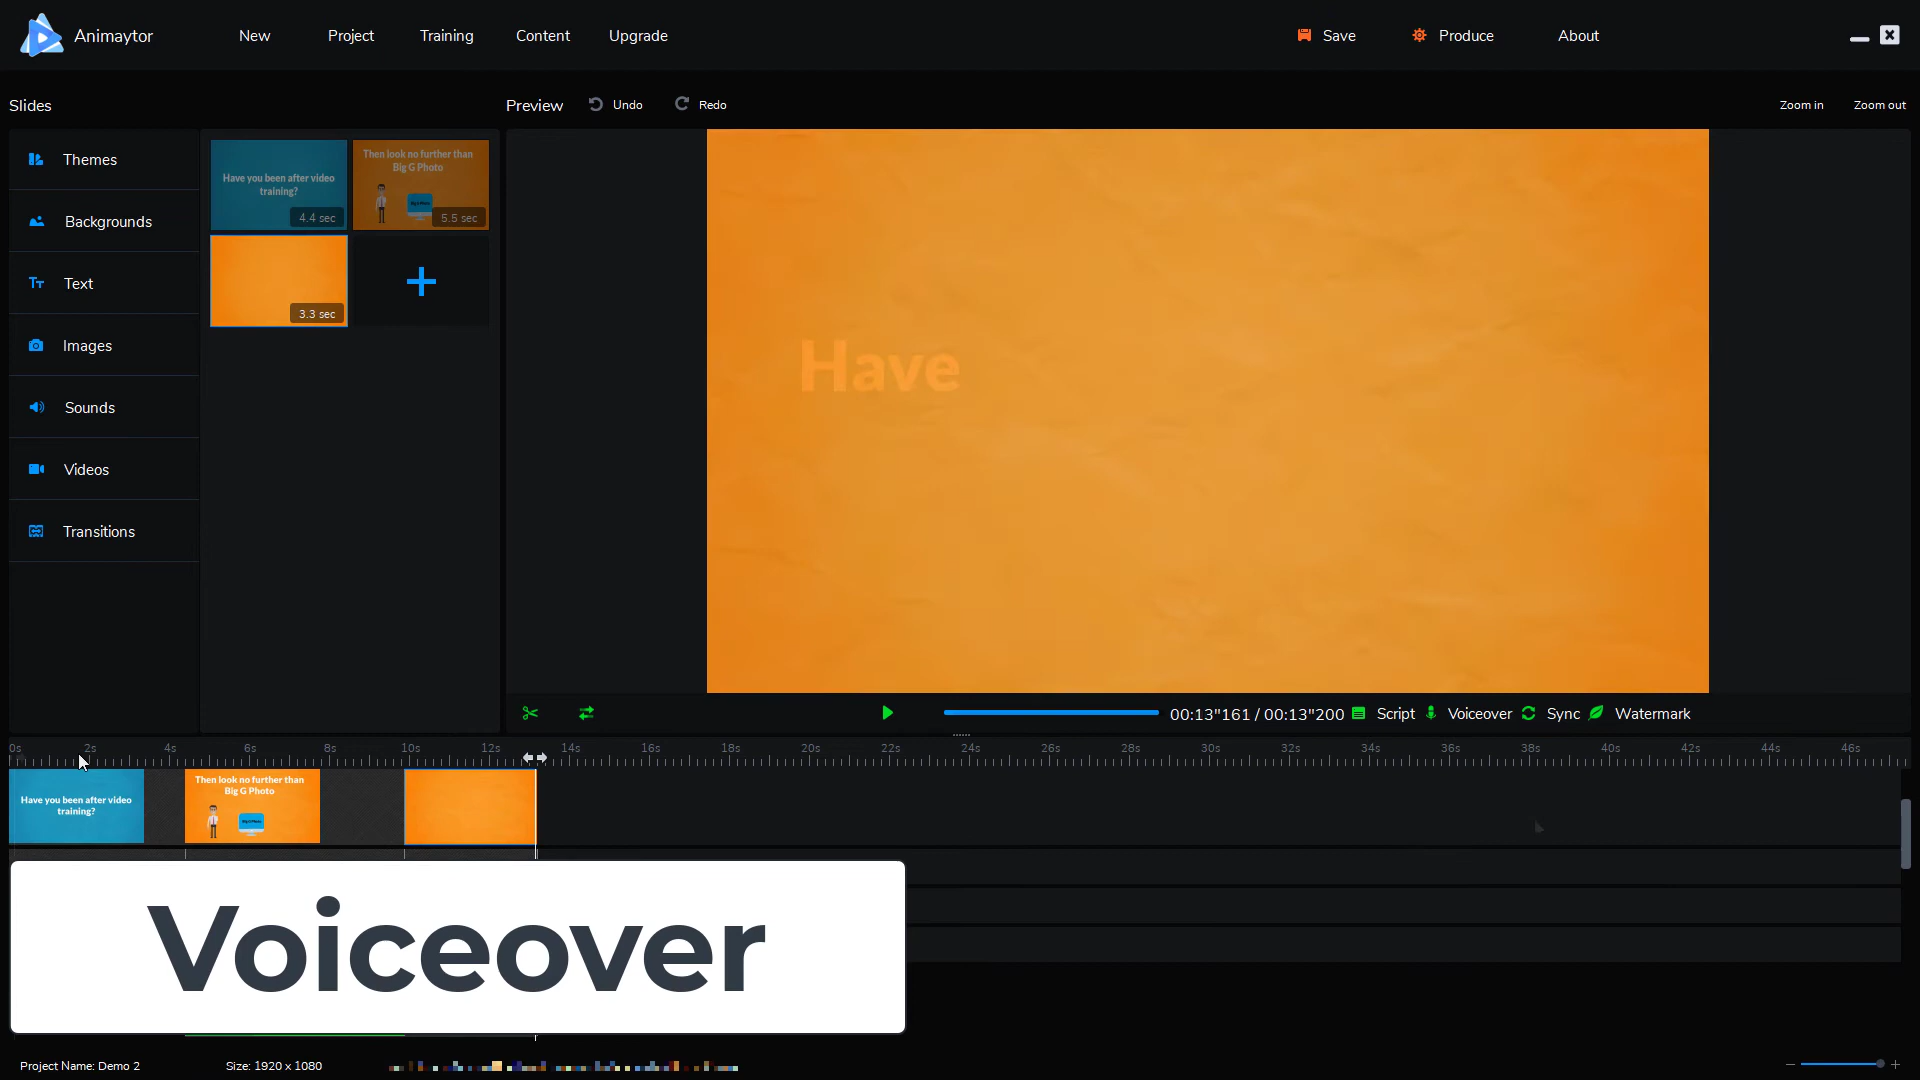 Animaytor
New
Project
Training
Content
Upgrade
Save
Produce
About
Slides
Preview
Undo
Redo
Zoom in
Zoom out
Themes
Backgrounds
Text
Images
Sounds
Videos
Transitions
Have you been after video
training?
4.4 sec
Then look no further than
Big G Photo
5.5 sec
3.3 sec
Have
00:13"161 / 00:13"200
Script
Voiceover
Sync
Watermark
0s 2s 4s 6s 8s 10s 12s 14s 16s 18s 20s 22s 24s 26s 28s 30s 32s 34s 36s 38s 40s 42s 44s 46s
Have you been after video
training?
Then look no further than
Big G Photo
Voiceover
Project Name: Demo 2
Size: 1920 x 1080